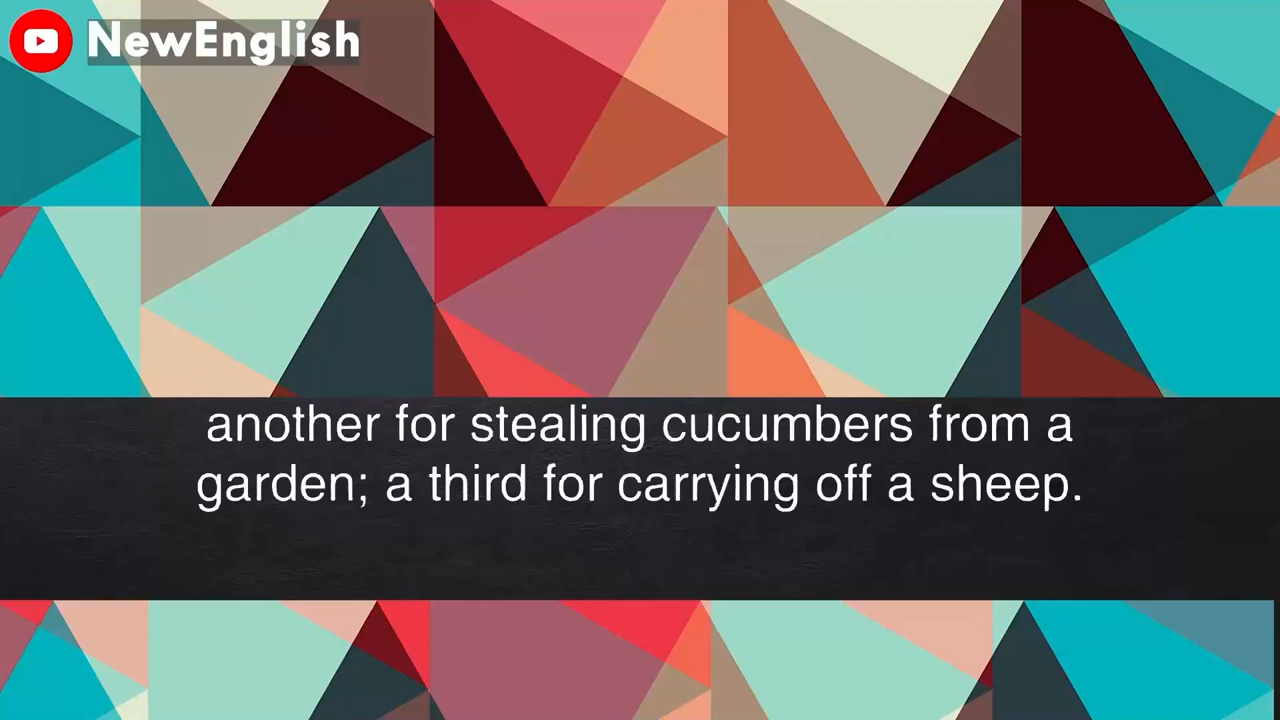 NewEnglish
another for stealing cucumbers from a
garden; a third for carrying off a sheep.